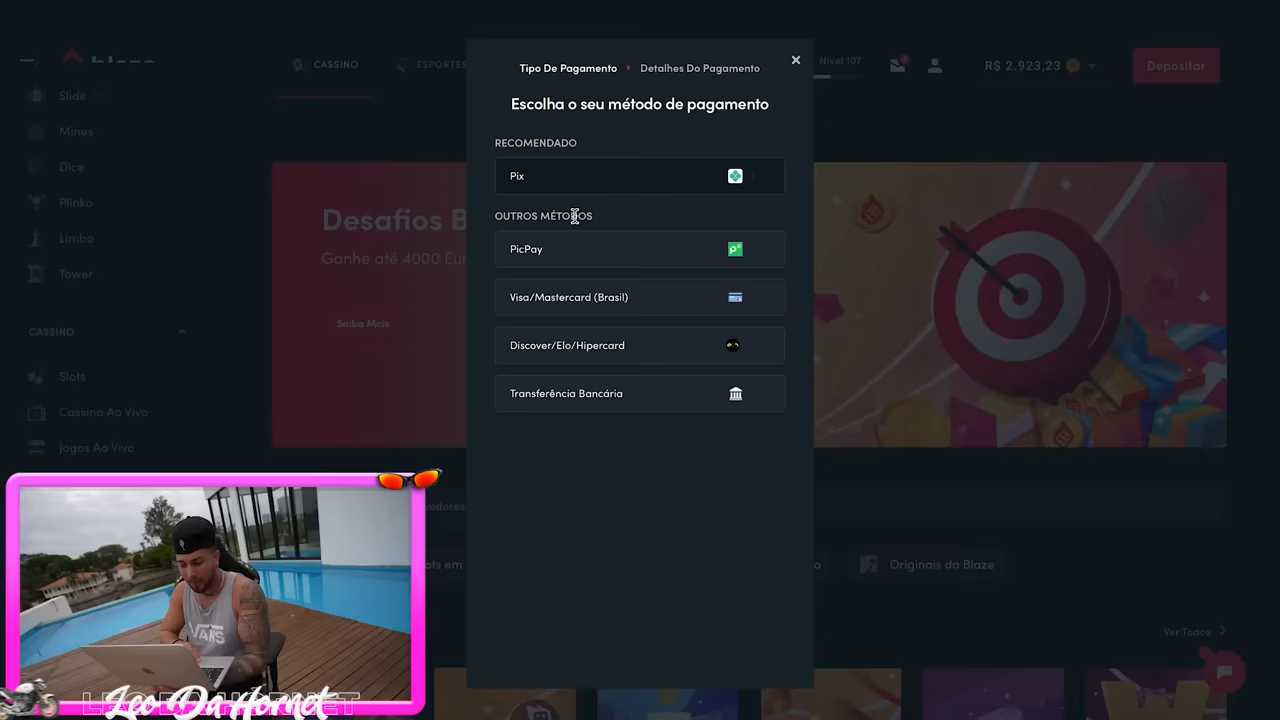 blaze
CASSINO
ESPORTES
Nível 107
R$ 2.923,23
Depositar
Tipo De Pagamento
Detalhes Do Pagamento
Escolha o seu método de pagamento
RECOMENDADO
Pix
OUTROS MÉTODOS
PicPay
Visa/Mastercard (Brasil)
Discover/Elo/Hipercard
Transferência Bancária
Slide
Mines
Dice
Plinko
Limbo
Tower
CASSINO
Slots
Cassino Ao Vivo
Jogos Ao Vivo
Desafios B
Ganhe até 4000 Eur
Saiba Mais
Originais da Blaze
Ver Todos
VANS
Leo Da Hornet